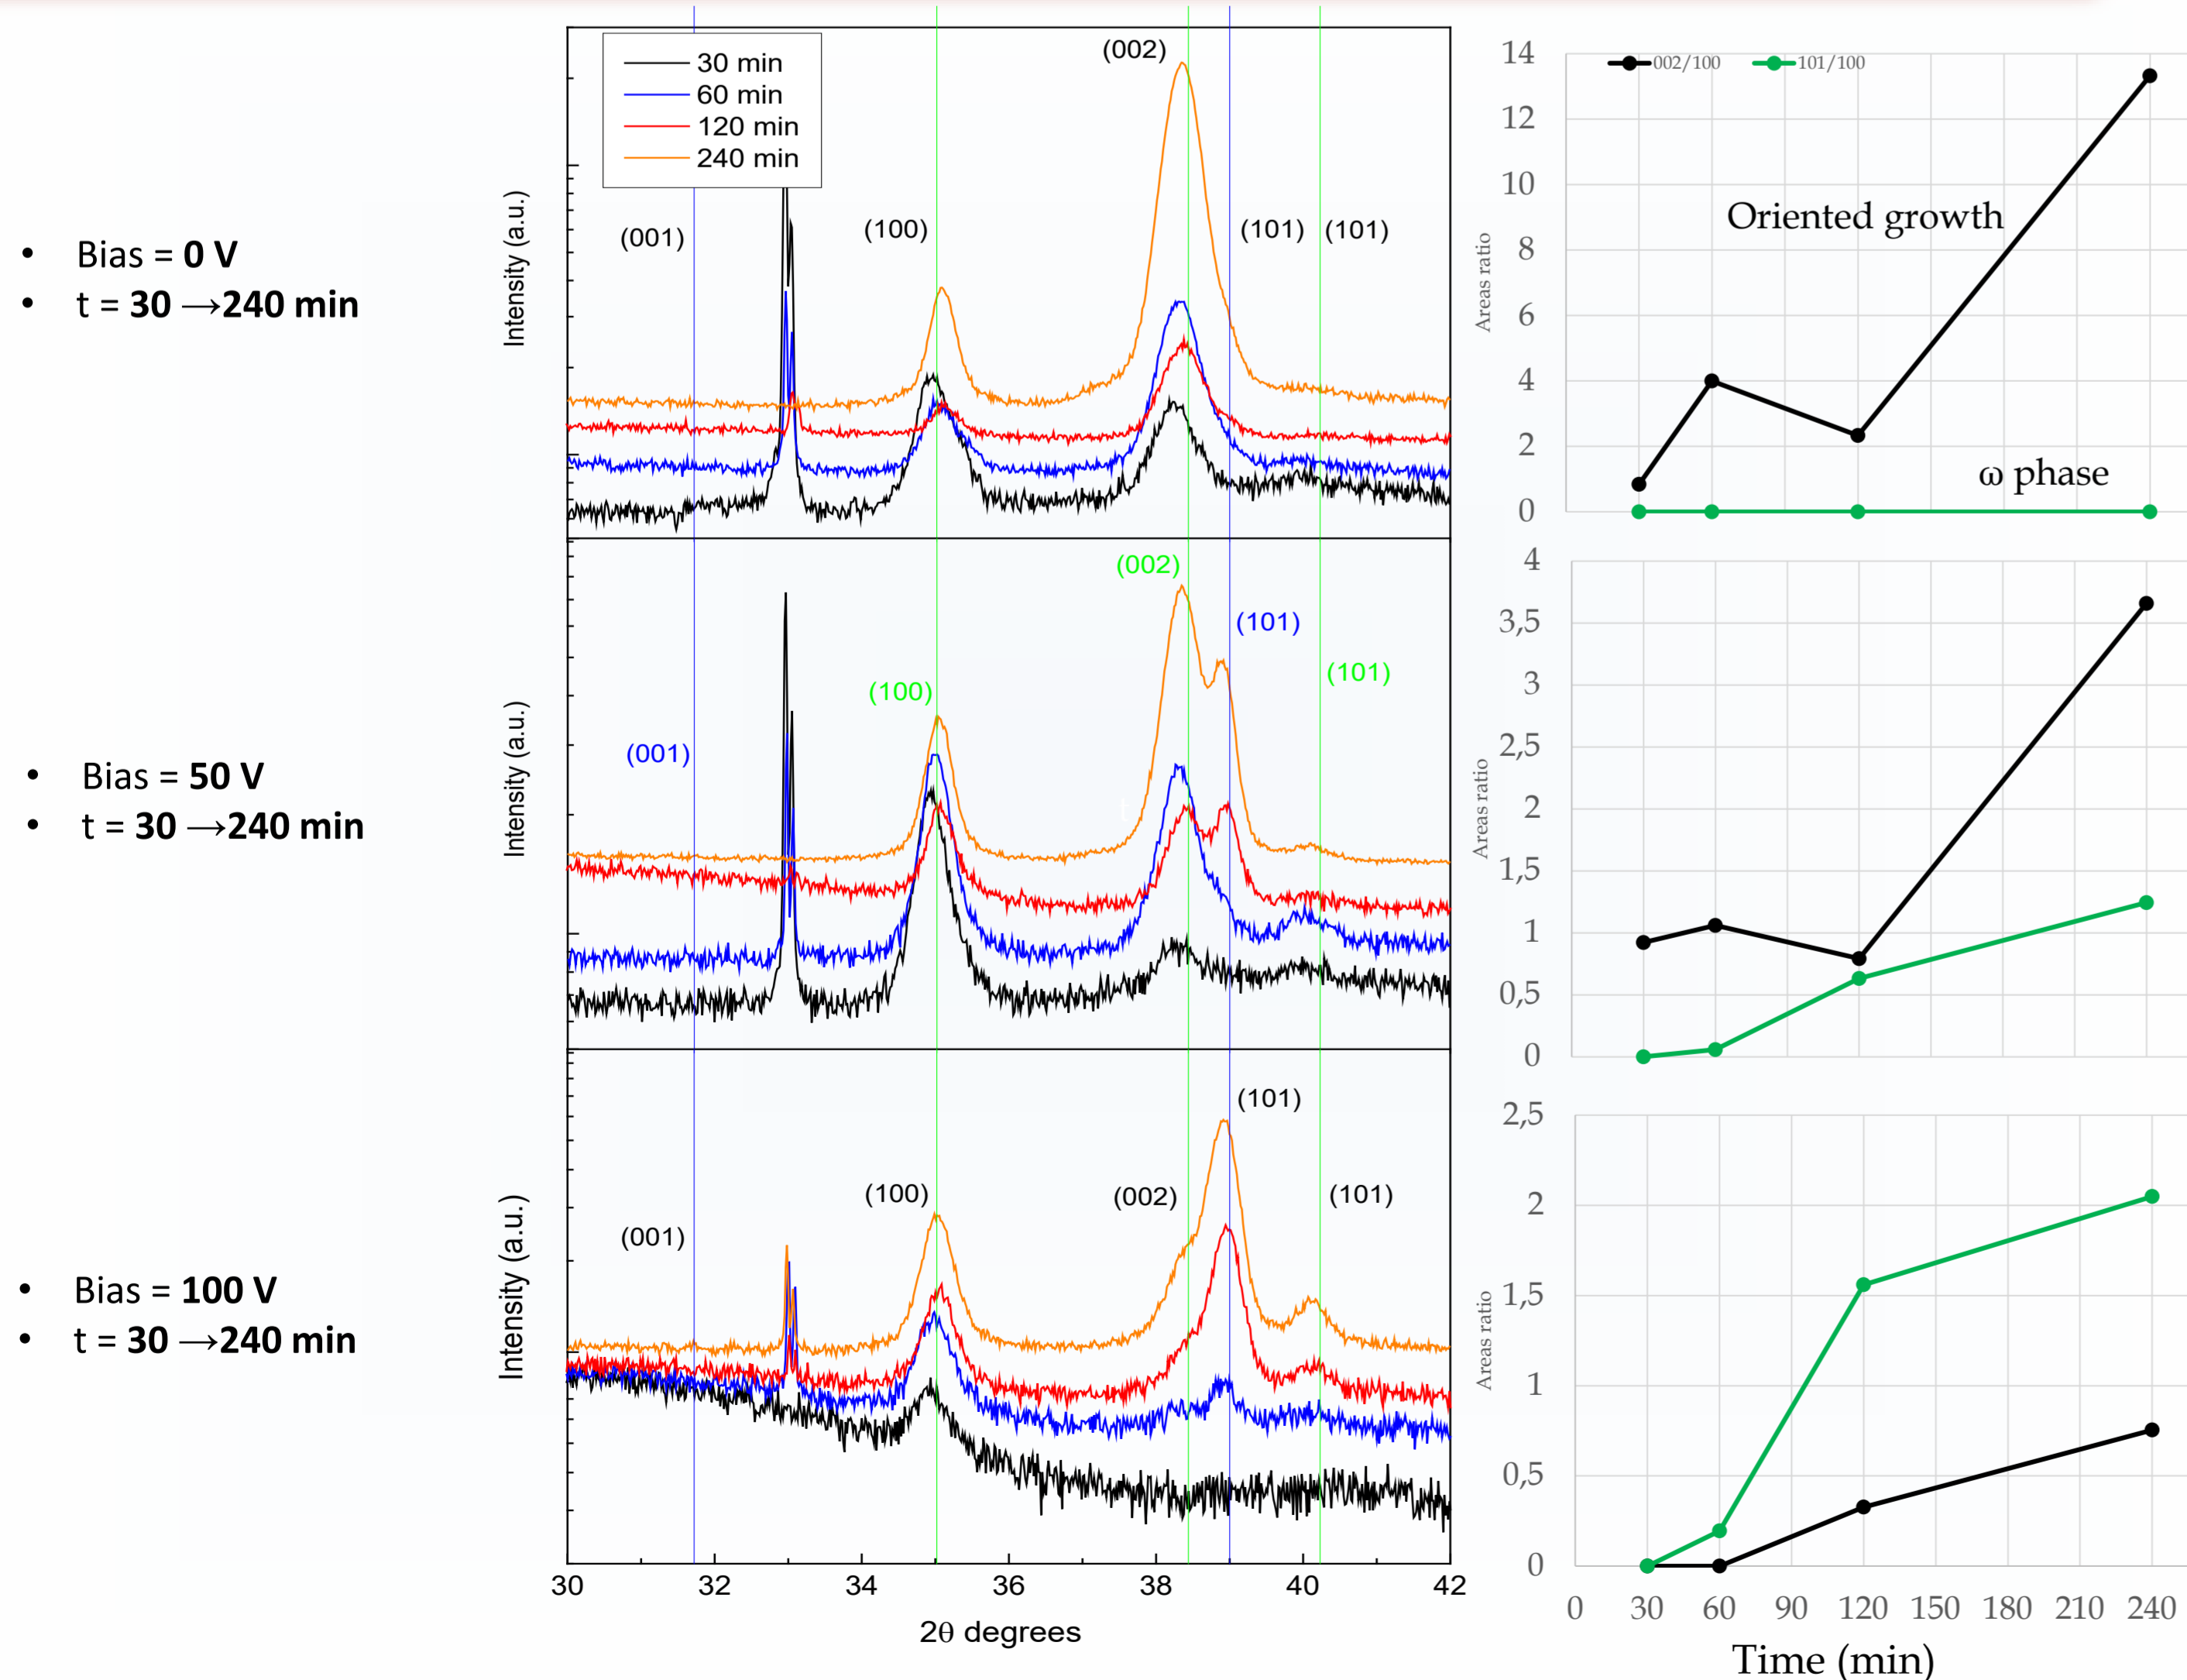 • Bias = 0 V
• t = 30 →240 min
• Bias = 50 V
• t = 30 →240 min
• Bias = 100 V
• t = 30 →240 min
30 min
60 min
120 min
240 min
(002)
(001)
(100)
(101)
(101)
Intensity (a.u.)
(002)
(101)
(101)
(100)
(001)
Intensity (a.u.)
t
(101)
(100)
(002)
(101)
(001)
Intensity (a.u.)
30 32 34 36 38 40 42
2θ degrees
002/100 101/100
14
12
10
8
6
4
2
0
Areas ratio
Oriented growth
ω phase
4
3,5
3
2,5
2
1,5
1
0,5
0
Areas ratio
2,5
2
1,5
1
0,5
0
Areas ratio
0 30 60 90 120 150 180 210 240
Time (min)